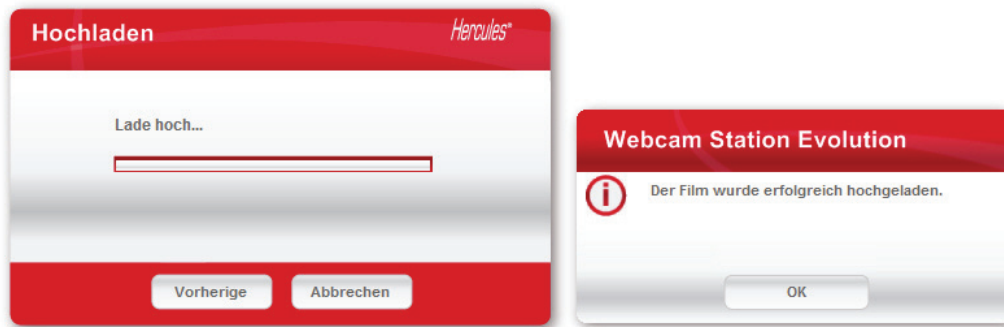 Hochladen
Hercules®
Lade hoch...
Vorherige
Abbrechen
Webcam Station Evolution
Der Film wurde erfolgreich hochgeladen.
OK